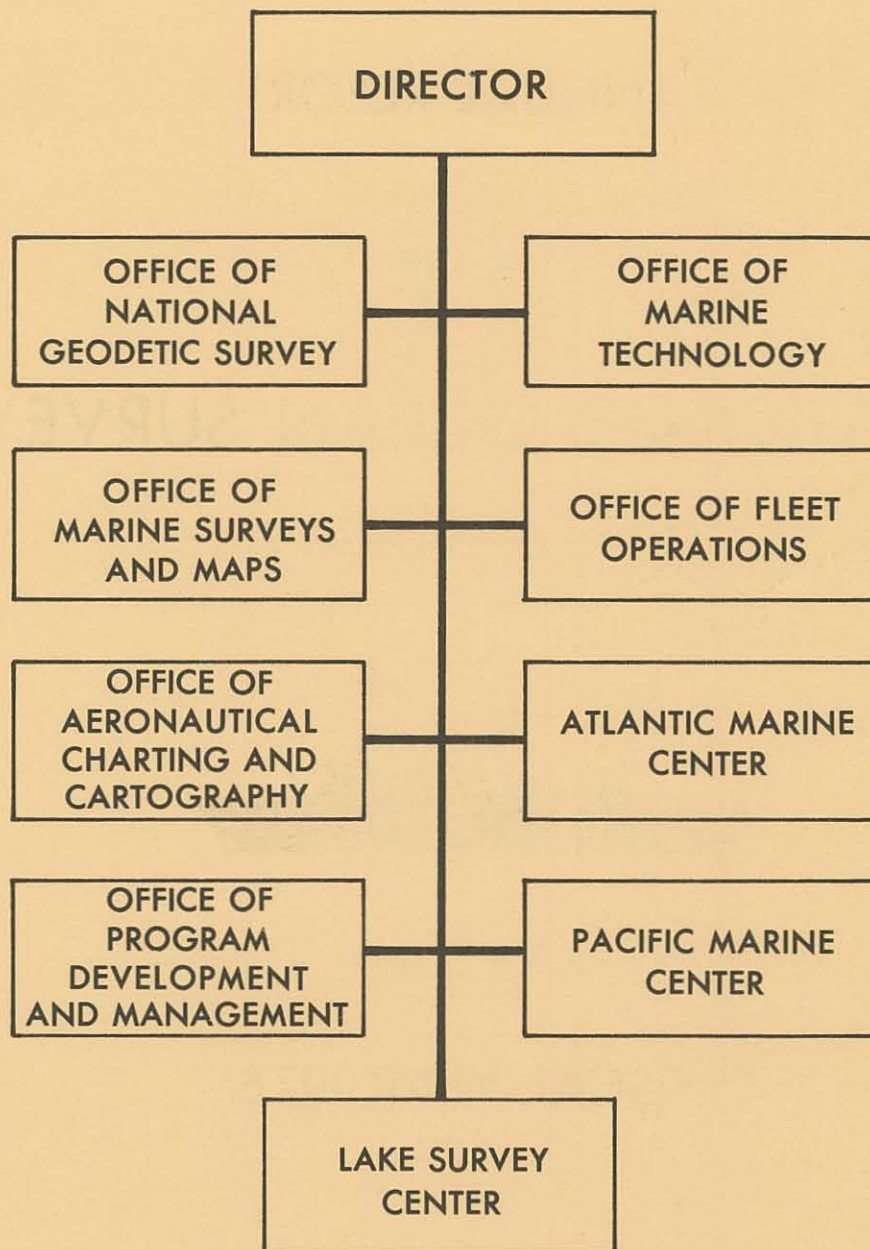 DIRECTOR
OFFICE OF
NATIONAL
GEODETIC SURVEY
OFFICE OF
MARINE
TECHNOLOGY
OFFICE OF
MARINE SURVEYS
AND MAPS
OFFICE OF FLEET
OPERATIONS
OFFICE OF
AERONAUTICAL
CHARTING AND
CARTOGRAPHY
ATLANTIC MARINE
CENTER
OFFICE OF
PROGRAM
DEVELOPMENT
AND MANAGEMENT
PACIFIC MARINE
CENTER
LAKE SURVEY
CENTER